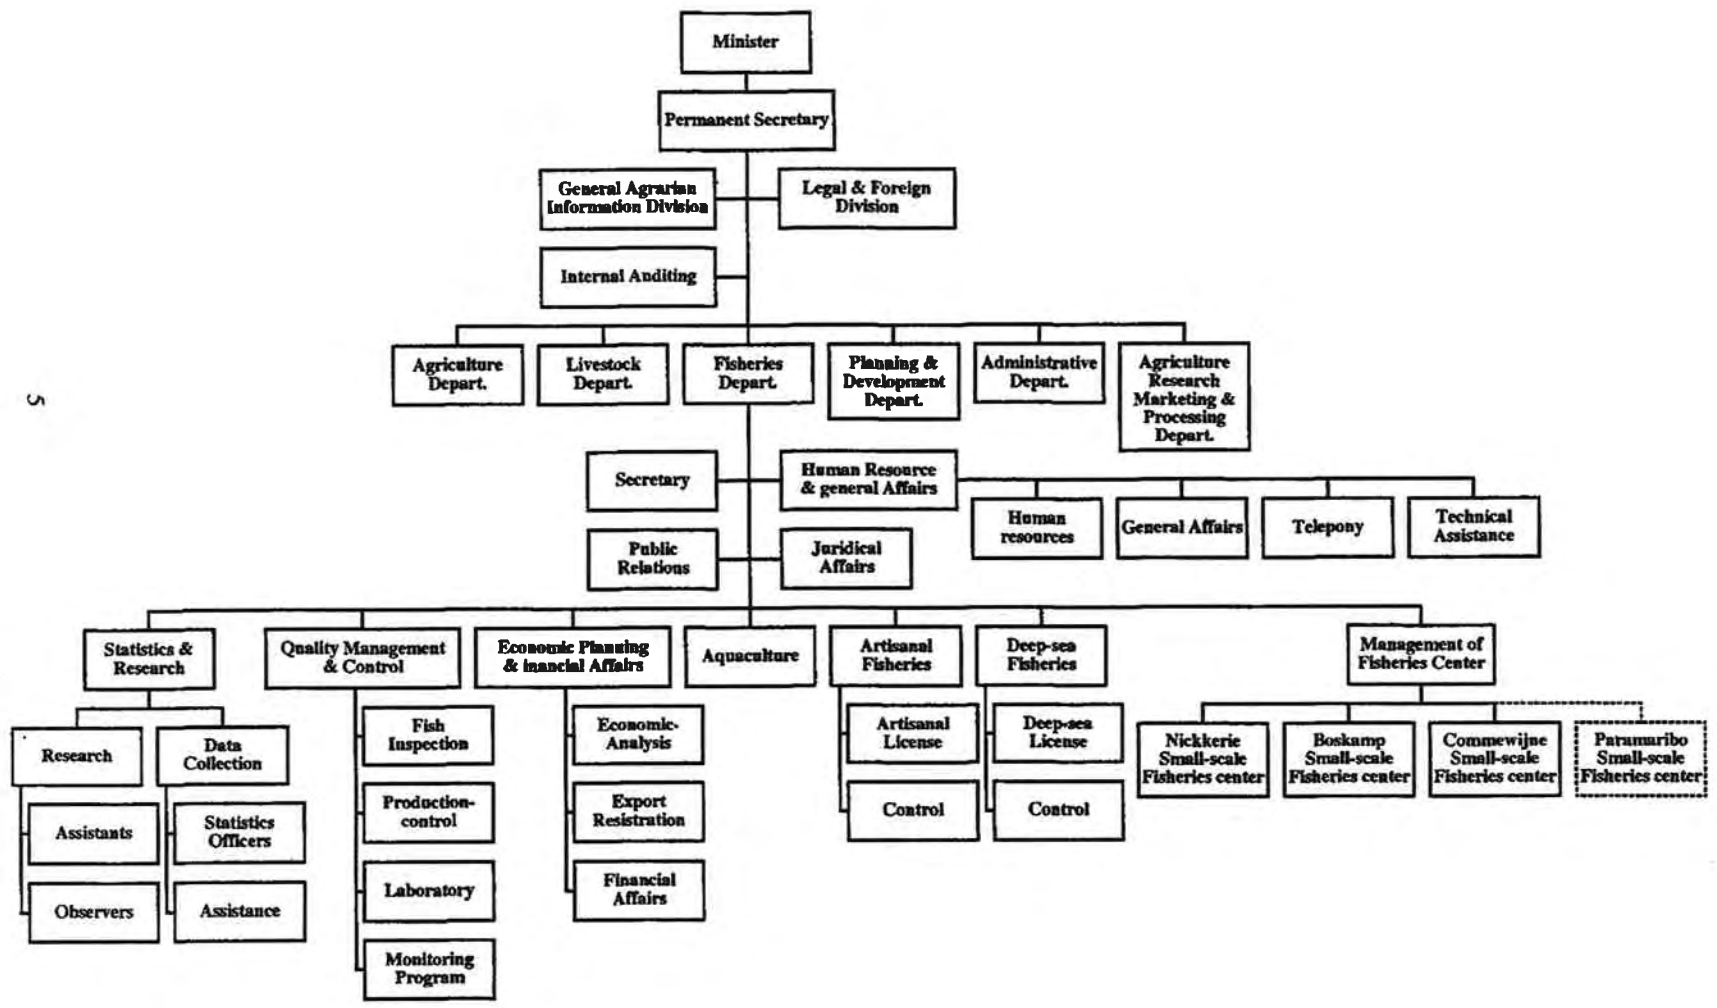 Minister
Permanent Secretary
General Agrarian
Information Division
Legal & Foreign
Division
Internal Auditing
Agriculture
Depart.
Livestock
Depart.
Fisheries
Depart.
Planning &
Development
Depart.
Administrative
Depart.
Agriculture
Research
Marketing &
Processing
Depart.
5
Secretary
Human Resource
& general Affairs
Human
resources
General Affairs
Telepony
Technical
Assistance
Public
Relations
Juridical
Affairs
Statistics &
Research
Quality Management
& Control
Economic Planning
& inancial Affairs
Aquaculture
Artisanal
Fisheries
Deep-sea
Fisheries
Management of
Fisheries Center
Research
Data
Collection
Fish
Inspection
Economic-
Analysis
Artisanal
License
Deep-sea
License
Nickkerie
Small-scale
Fisheries center
Boskamp
Small-scale
Fisheries center
Commewijne
Small-scale
Fisheries center
Paramaribo
Small-scale
Fisheries center
Assistants
Statistics
Officers
Production-
control
Export
Resistration
Control
Control
Observers
Assistance
Laboratory
Financial
Affairs
Monitoring
Program